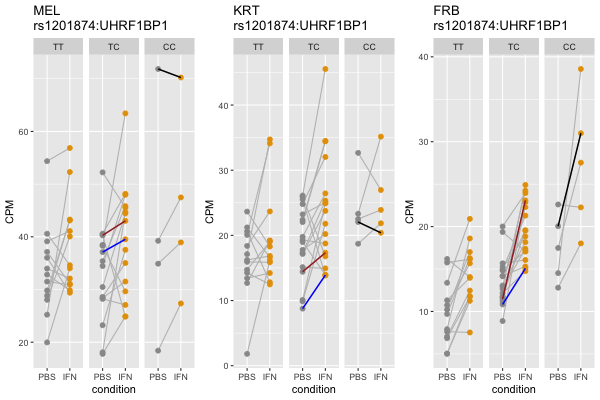 MEL
rs1201874:UHRF1BP1
TT TC CC
CPM
60
40
20
PBS IFN PBS IFN PBS IFN
condition
KRT
rs1201874:UHRF1BP1
TT TC CC
CPM
40
30
20
10
0
PBS IFN PBS IFN PBS IFN
condition
FRB
rs1201874:UHRF1BP1
TT TC CC
CPM
40
30
20
10
PBS IFN PBS IFN PBS IFN
condition